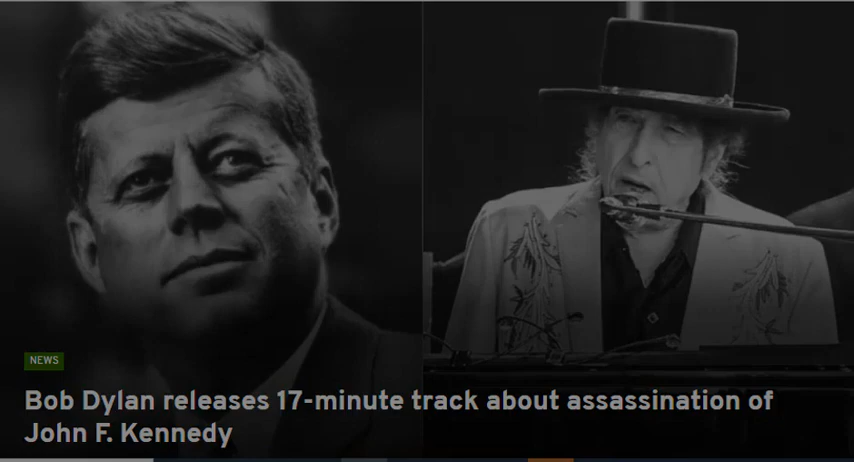 NEWS
Bob Dylan releases 17-minute track about assassination of
John F. Kennedy